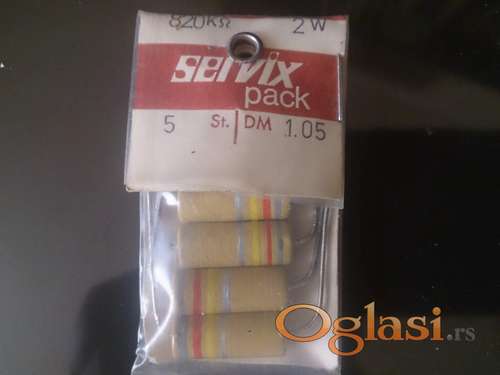 820KΩ 2W
servix
pack
5 St. DM 1.05
Oglasi.rs